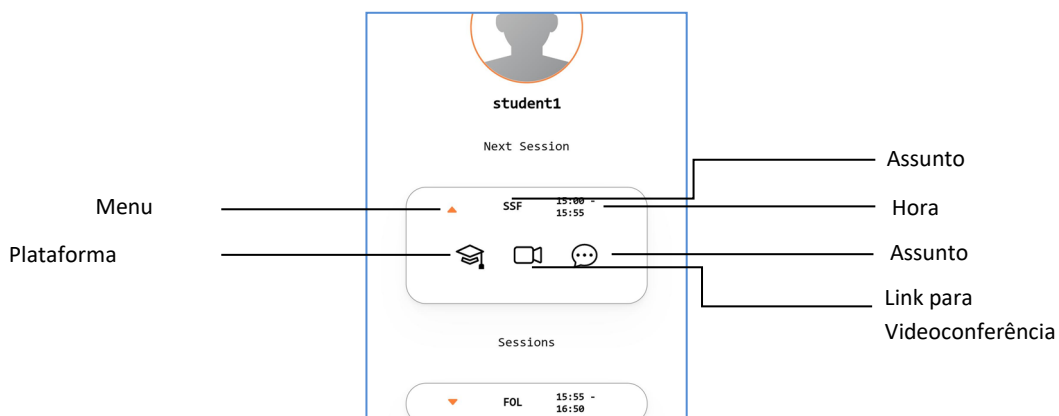 student1
Next Session
Assunto
Menu
SSF
15:00 -
15:55
Hora
Plataforma
Assunto
Link para
Videoconferência
Sessions
FOL
15:55 -
16:50